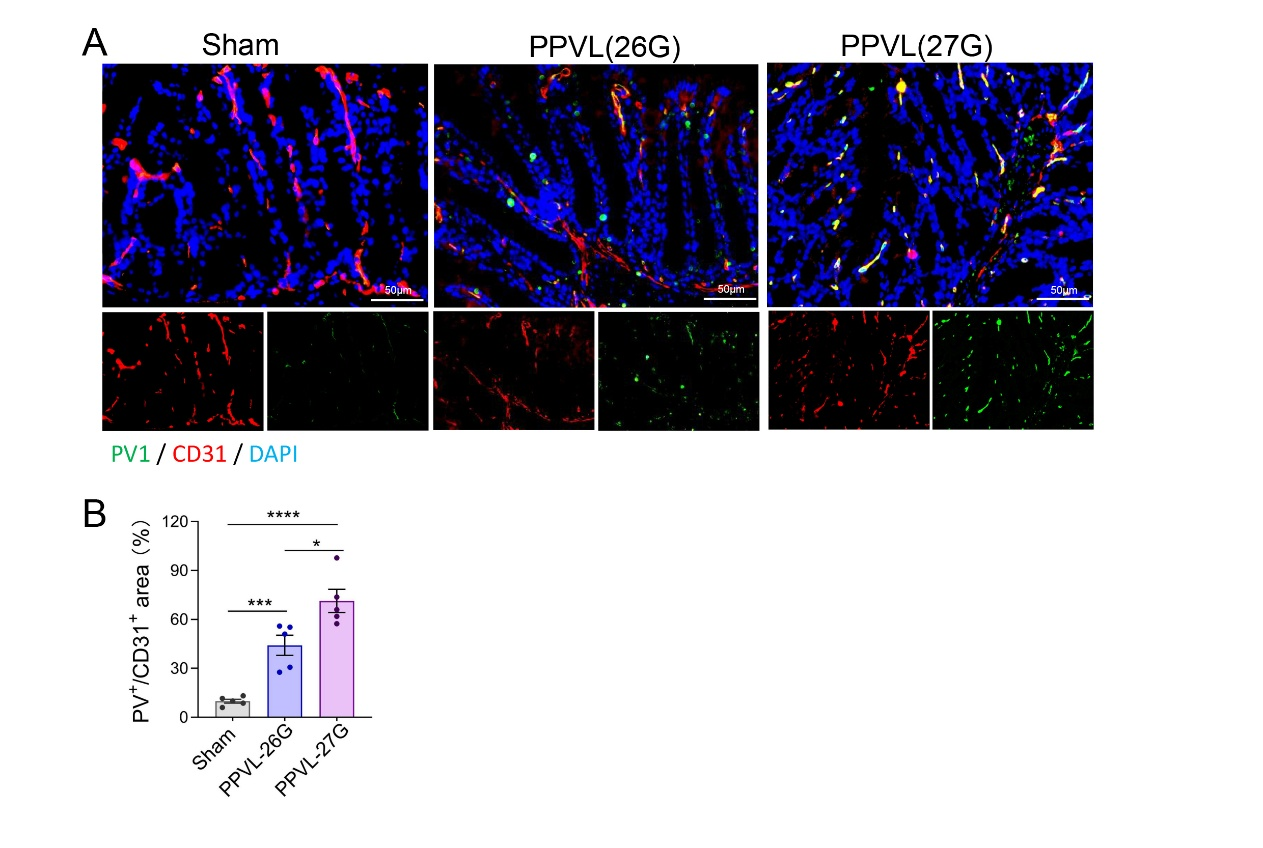 A
Sham
PPVL(26G)
PPVL(27G)
50μm
50μm
50μm
PV1 / CD31 / DAPI
B
PV⁺/CD31⁺ area (%)
120
90
60
30
0
****
*
***
Sham
PPVL-26G
PPVL-27G